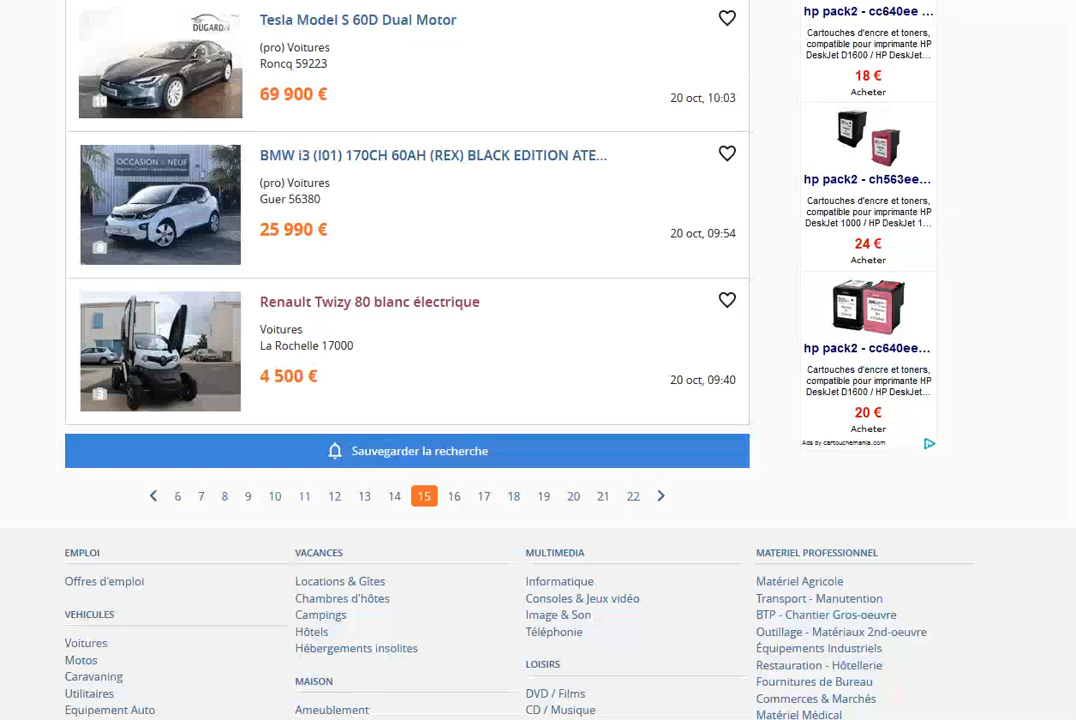 Tesla Model S 60D Dual Motor
(pro) Voitures
Roncq 59223
69 900 €
20 oct, 10:03
DUGARDIN
10
BMW i3 (I01) 170CH 60AH (REX) BLACK EDITION ATE...
(pro) Voitures
Guer 56380
25 990 €
20 oct, 09:54
OCCASION & NEUF
8
Renault Twizy 80 blanc électrique
Voitures
La Rochelle 17000
4 500 €
20 oct, 09:40
3
Sauvegarder la recherche
6 7 8 9 10 11 12 13 14 15 16 17 18 19 20 21 22
hp pack2 - cc640ee ...
Cartouches d'encre et toners,
compatible pour imprimante HP
DeskJet D1600 / HP DeskJet...
18 €
Acheter
hp pack2 - ch563ee...
Cartouches d'encre et toners,
compatible pour imprimante HP
DeskJet 1000 / HP DeskJet 1...
24 €
Acheter
hp pack2 - cc640ee...
Cartouches d'encre et toners,
compatible pour imprimante HP
DeskJet D1600 / HP DeskJet...
20 €
Acheter
Ads by cartouchemania.com
EMPLOI
Offres d'emploi
VEHICULES
Voitures
Motos
Caravaning
Utilitaires
Equipement Auto
VACANCES
Locations & Gîtes
Chambres d'hôtes
Campings
Hôtels
Hébergements insolites
MAISON
Ameublement
MULTIMEDIA
Informatique
Consoles & Jeux vidéo
Image & Son
Téléphonie
LOISIRS
DVD / Films
CD / Musique
MATERIEL PROFESSIONNEL
Matériel Agricole
Transport - Manutention
BTP - Chantier Gros-oeuvre
Outillage - Matériaux 2nd-oeuvre
Équipements Industriels
Restauration - Hôtellerie
Fournitures de Bureau
Commerces & Marchés
Matériel Médical